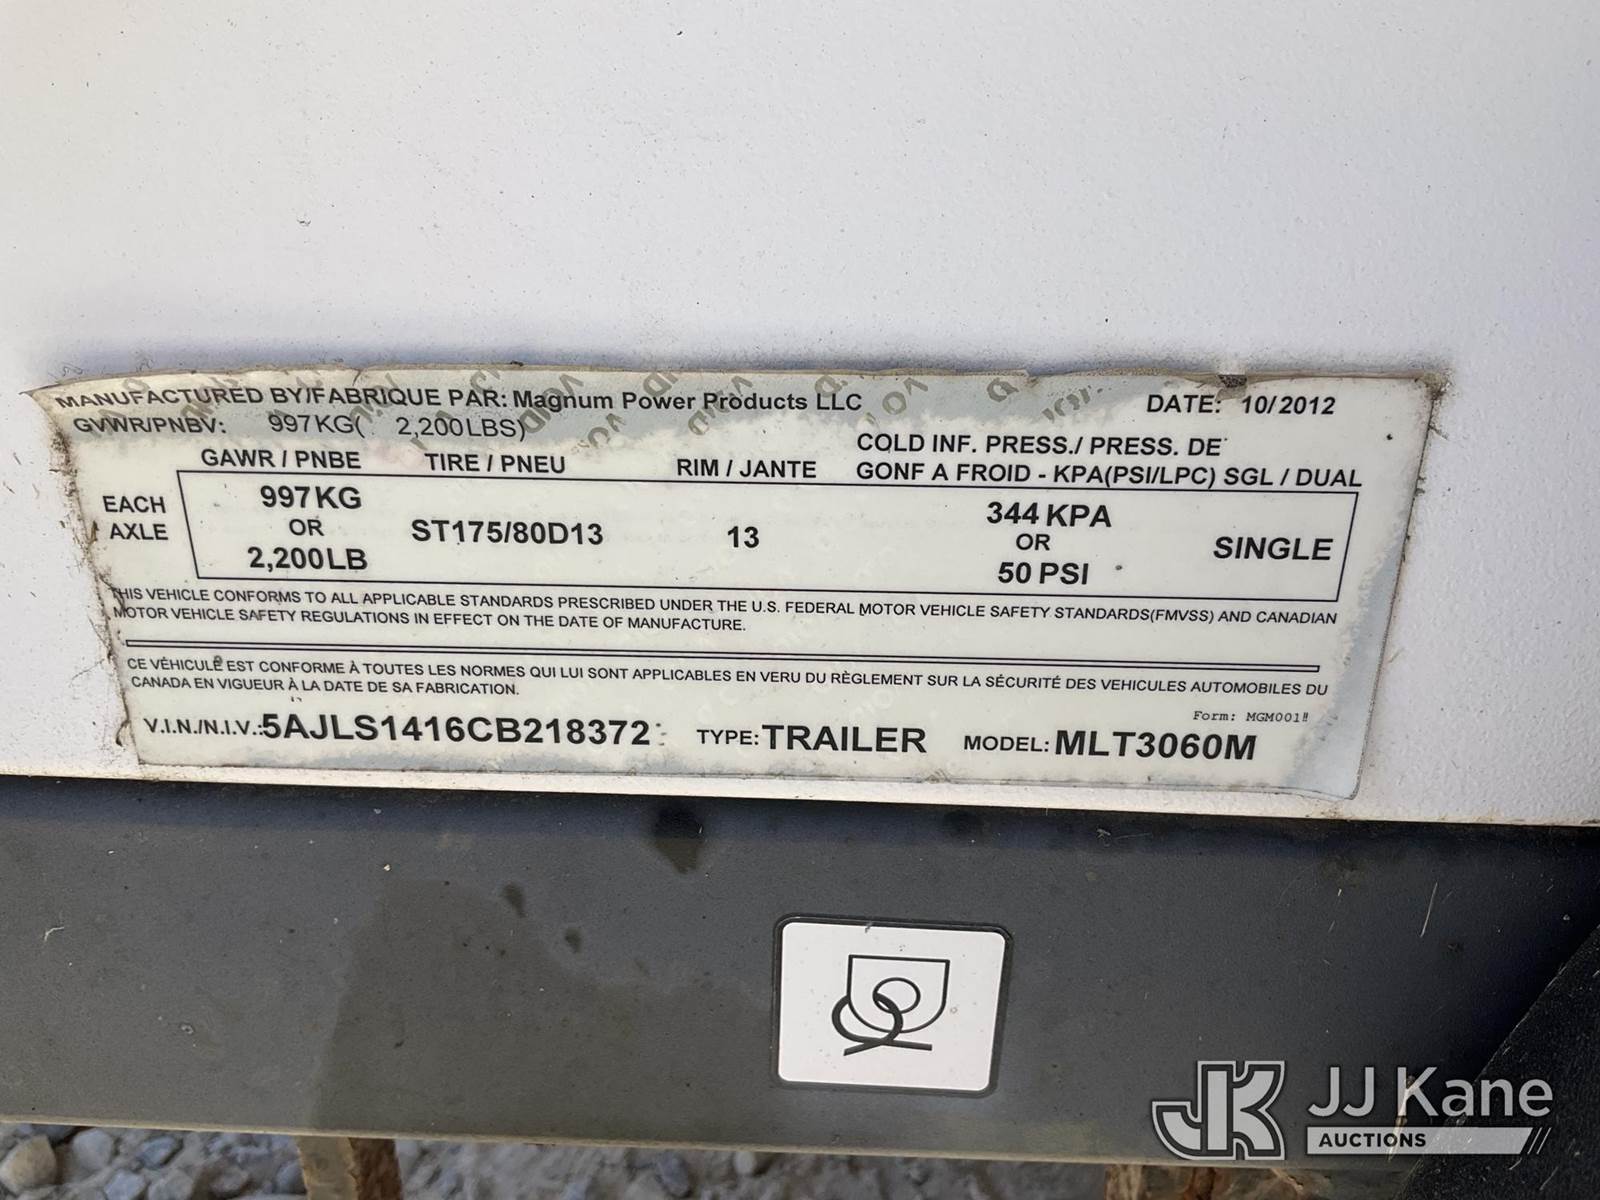 MANUFACTURED BY/FABRIQUE PAR: Magnum Power Products LLC DATE: 10/2012
GVWR/PNBV: 997KG( 2,200LBS)
GAWR / PNBE TIRE / PNEU RIM / JANTE COLD INF. PRESS./ PRESS. DE
GONF A FROID - KPA(PSI/LPC) SGL / DUAL
EACH AXLE
997KG
OR
2,200LB
ST175/80D13
13
344 KPA
OR
50 PSI
SINGLE
THIS VEHICLE CONFORMS TO ALL APPLICABLE STANDARDS PRESCRIBED UNDER THE U.S. FEDERAL MOTOR VEHICLE SAFETY STANDARDS(FMVSS) AND CANADIAN
MOTOR VEHICLE SAFETY REGULATIONS IN EFFECT ON THE DATE OF MANUFACTURE.
CE VÉHICULE EST CONFORME À TOUTES LES NORMES QUI LUI SONT APPLICABLES EN VERU DU RÈGLEMENT SUR LA SÉCURITÉ DES VEHICULES AUTOMOBILES DU
CANADA EN VIGUEUR À LA DATE DE SA FABRICATION.
Form: MGM001
V.I.N./N.I.V.:5AJLS1416CB218372 TYPE:TRAILER MODEL:MLT3060M
JK JJ Kane
AUCTIONS